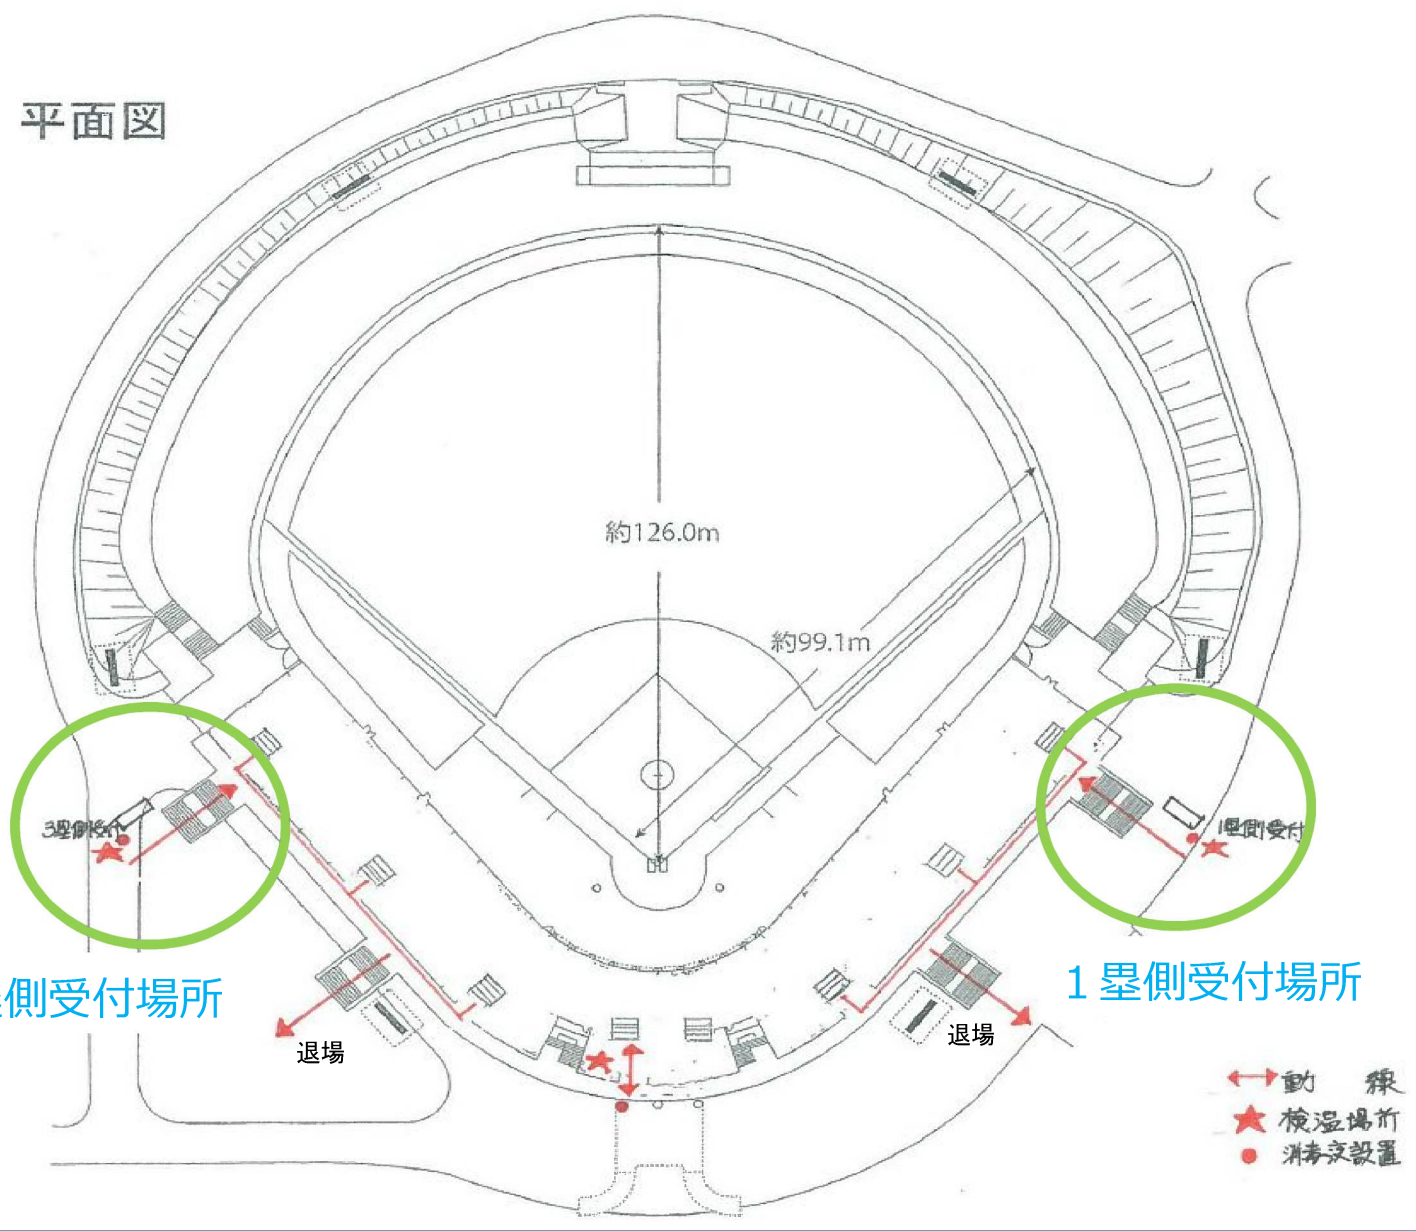 平面図
約126.0m
約99.1m
3塁側受付
1塁側受付
側受付場所
１塁側受付場所
退場
退場
動　線
検温場所
消毒液設置